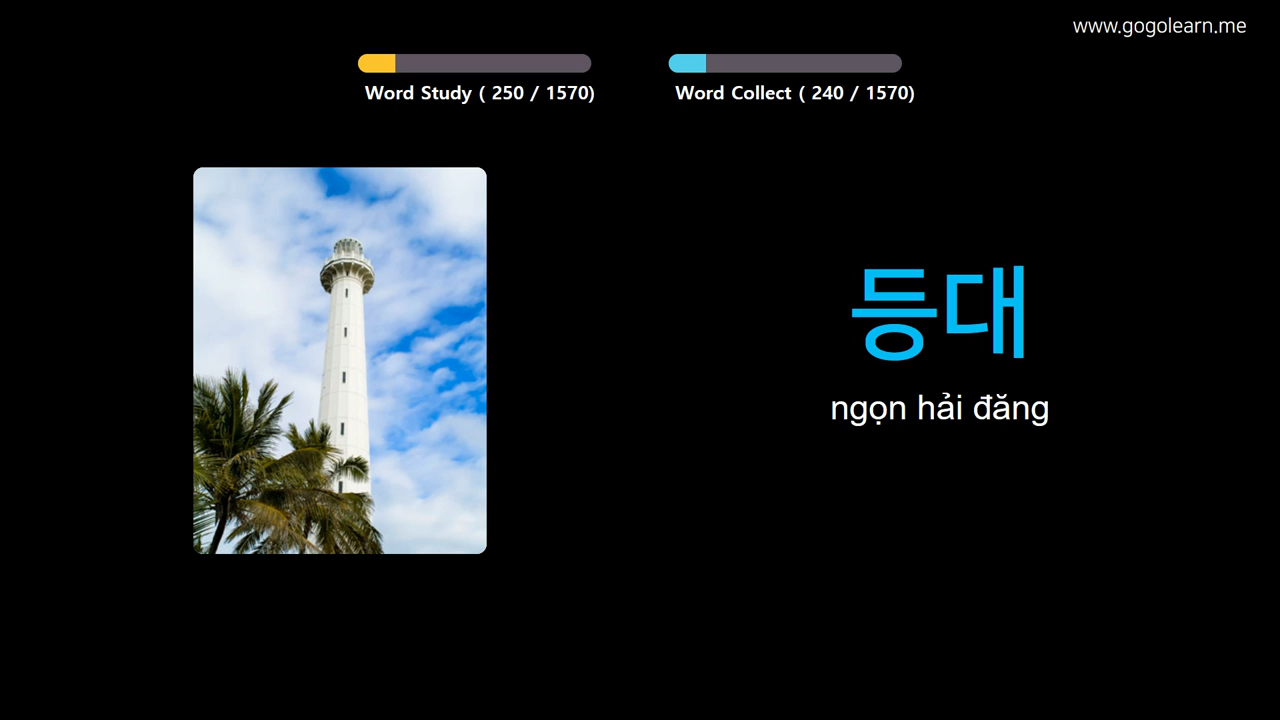 www.gogolearn.me
Word Study ( 250 / 1570)
Word Collect ( 240 / 1570)
등대
ngọn hải đăng